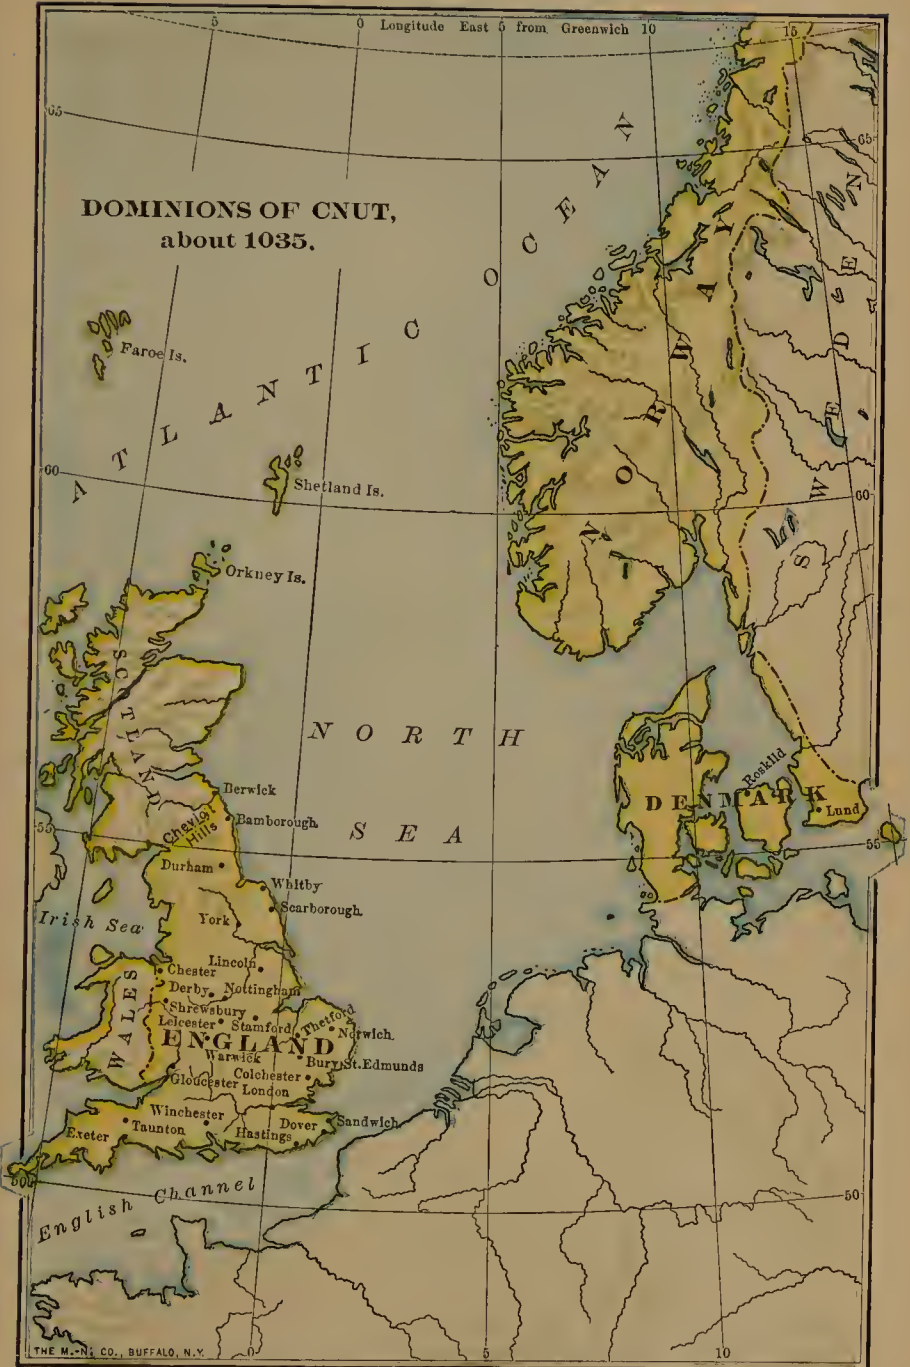 5 0 Longitude East 5 from Greenwich 10 15
65
65
DOMINIONS OF CNUT,
about 1035.
ATLANTIC OCEAN
NORWAY
SWEDEN
Faroe Is.
60
60
Shetland Is.
Orkney Is.
SCOTLAND
NORTH
SEA
Roskild
DENMARK
Lund
Berwick
Bamborough
Cheviot
Hills
55
55
Durham
Whitby
Scarborough
York
Irish Sea
Lincoln
Chester
Derby
Nottingham
Shrewsbury
Leicester
Stamford
Thetford
Norwich
WALES
ENGLAND
Warwick
Bury St. Edmunds
Colchester
Gloucester
London
Winchester
Dover
Sandwich
Taunton
Hastings
Exeter
50
50
English Channel
THE M.-N. CO., BUFFALO, N.Y.
0 5 10